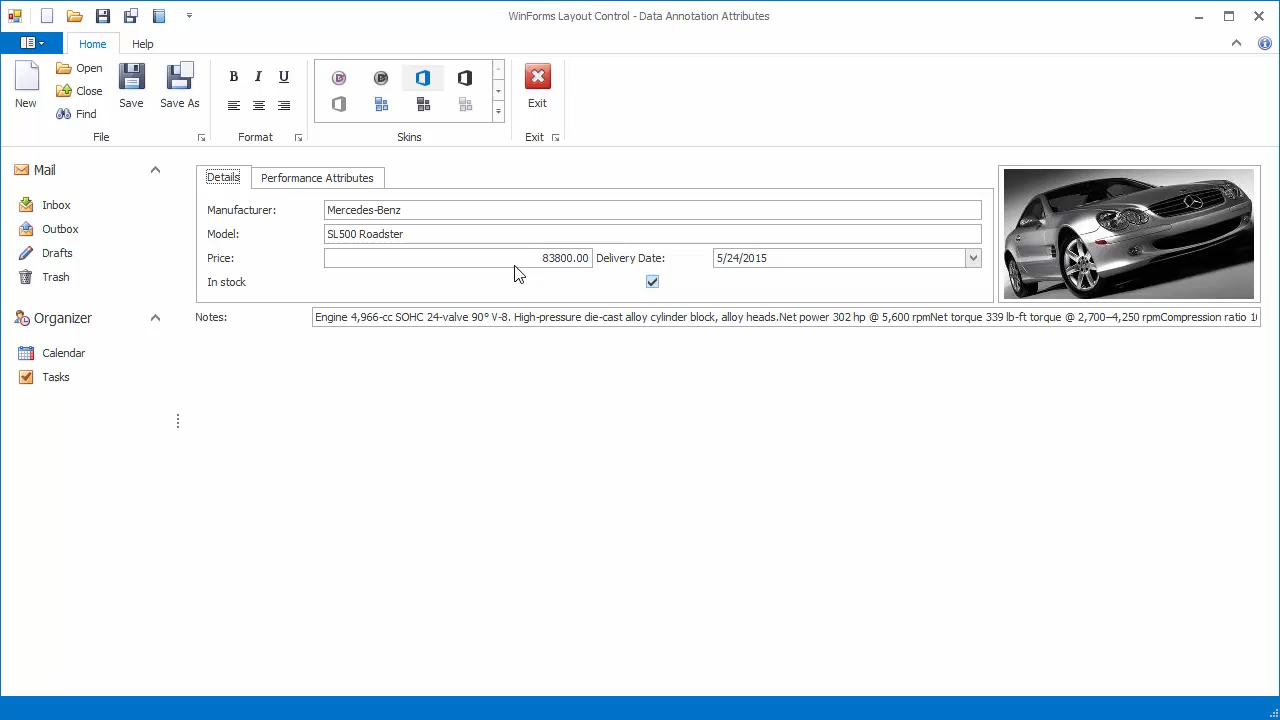 WinForms Layout Control - Data Annotation Attributes
Home Help
New
Open
Close
Find
Save
Save As
File
B I U
Format
Skins
Exit
Exit
Mail
Inbox
Outbox
Drafts
Trash
Organizer
Calendar
Tasks
Details Performance Attributes
Manufacturer: Mercedes-Benz
Model: SL500 Roadster
Price: 83800.00 Delivery Date: 5/24/2015
In stock
Notes: Engine 4,966-cc SOHC 24-valve 90° V-8. High-pressure die-cast alloy cylinder block, alloy heads.Net power 302 hp @ 5,600 rpmNet torque 339 lb-ft torque @ 2,700–4,250 rpmCompression ratio